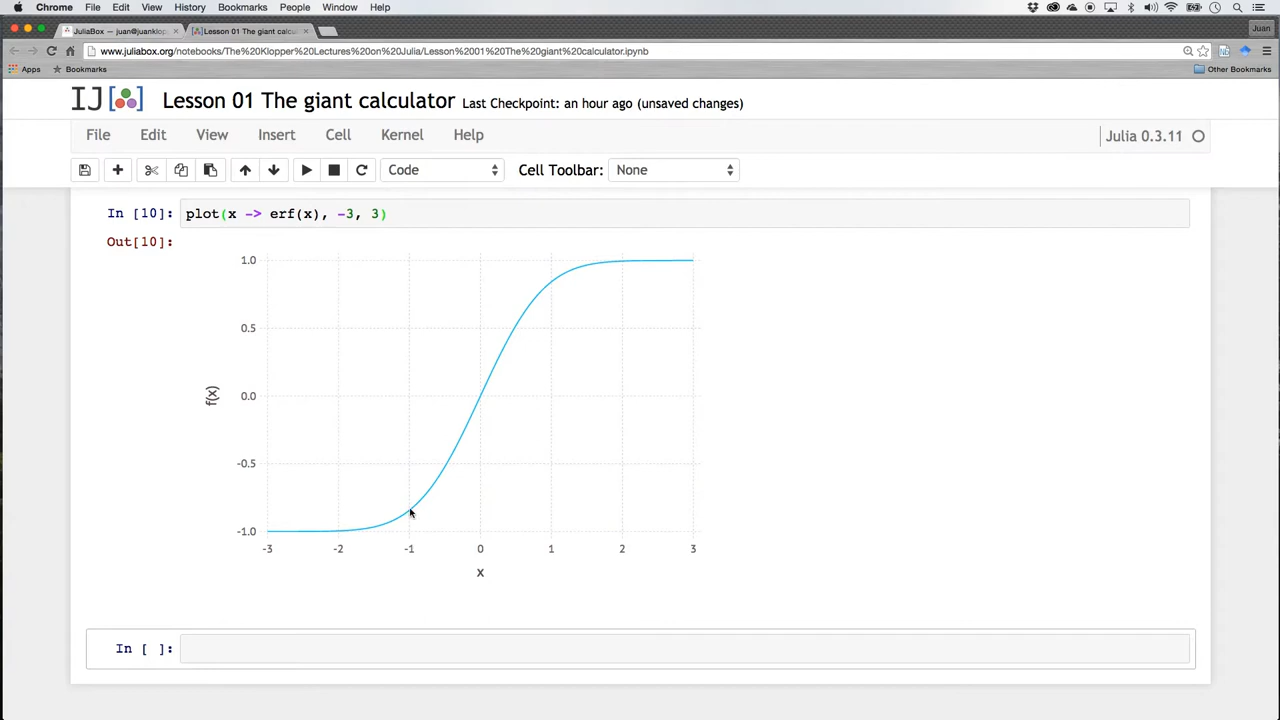 Chrome File Edit View History Bookmarks People Window Help
JuliaBox — juan@juanklop Lesson 01 The giant calcul Juan
www.juliabox.org/notebooks/The%20Klopper%20Lectures%20on%20Julia/Lesson%2001%20The%20giant%20calculator.ipynb
Apps Bookmarks Other Bookmarks
IJ[ ] Lesson 01 The giant calculator Last Checkpoint: an hour ago (unsaved changes)
File Edit View Insert Cell Kernel Help Julia 0.3.11
Code Cell Toolbar: None
In [10]: plot(x -> erf(x), -3, 3)
Out[10]:
1.0
0.5
f(x)
0.0
-0.5
-1.0
-3 -2 -1 0 1 2 3
x
In [ ]: